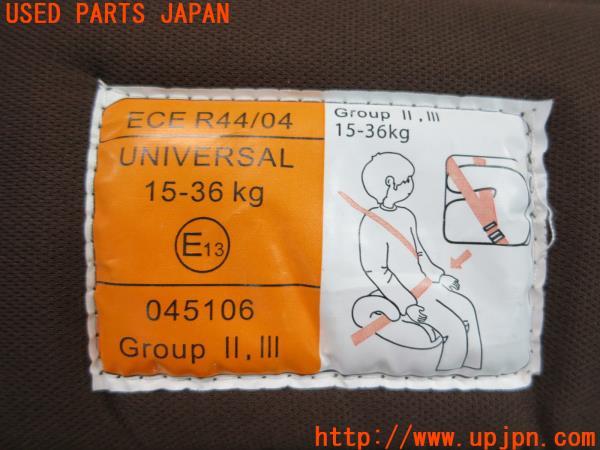 USED PARTS JAPAN
ECE R44/04
UNIVERSAL
15-36 kg
E13
045106
Group II, III
Group II, III
15-36kg
http://www.upjpn.com